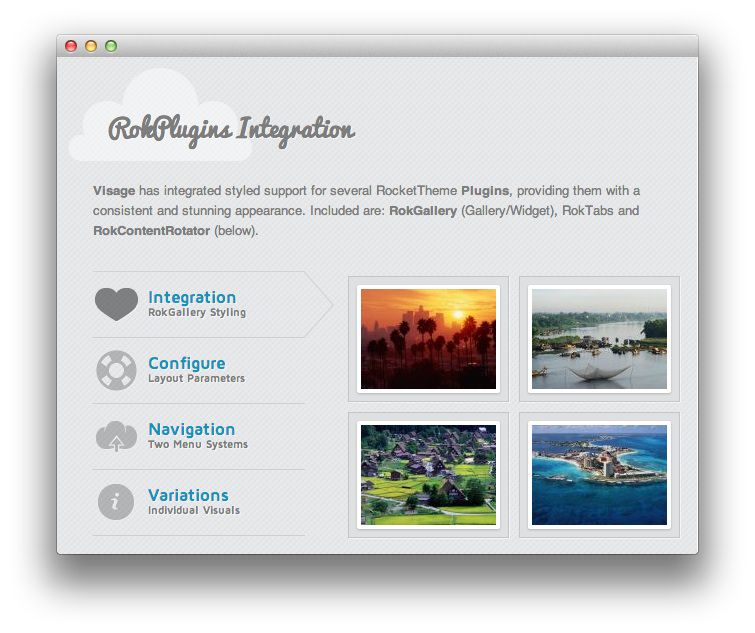 RokPlugins Integration
Visage has integrated styled support for several RocketTheme Plugins, providing them with a
consistent and stunning appearance. Included are: RokGallery (Gallery/Widget), RokTabs and
RokContentRotator (below).
Integration
RokGallery Styling
Configure
Layout Parameters
Navigation
Two Menu Systems
i
Variations
Individual Visuals